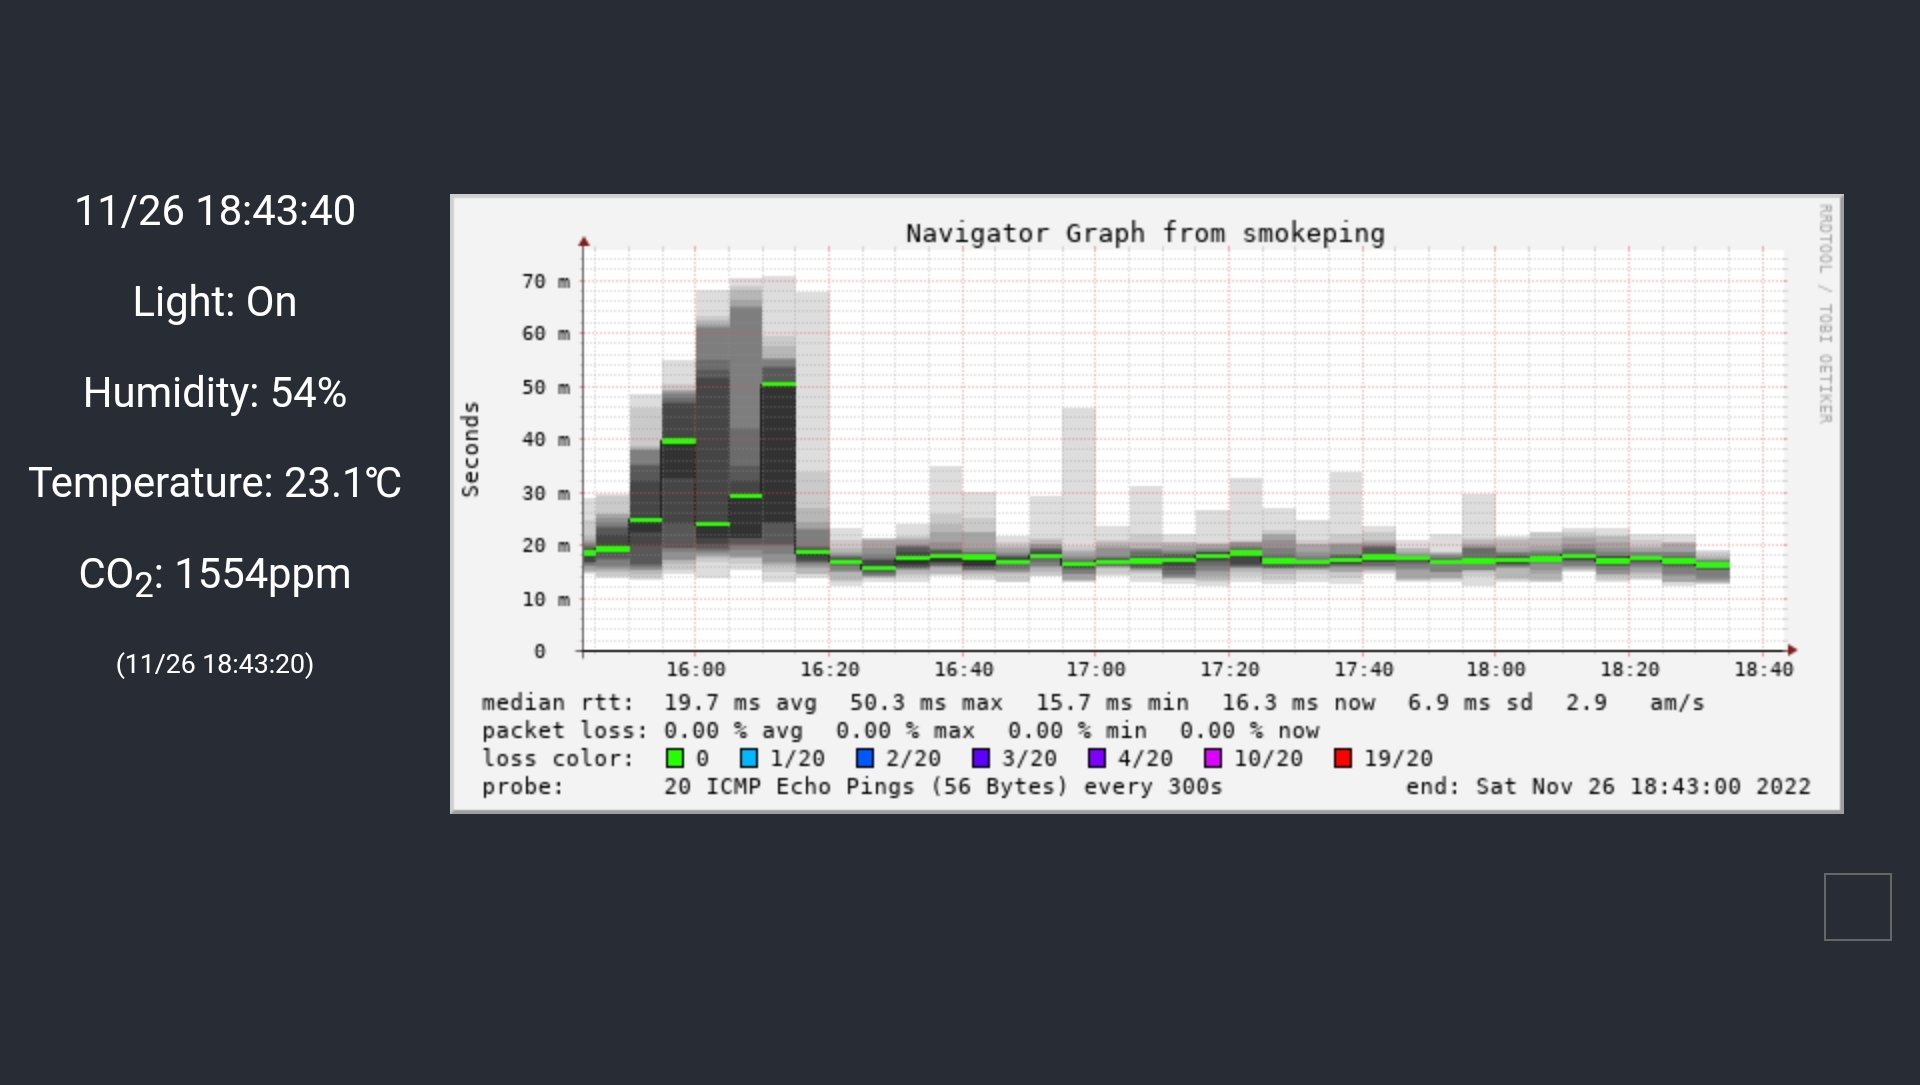 11/26 18:43:40
Light: On
Humidity: 54%
Temperature: 23.1℃
CO2: 1554ppm
(11/26 18:43:20)
Navigator Graph from smokeping
RRDTOOL / TOBI OETIKER
Seconds
70 m
60 m
50 m
40 m
30 m
20 m
10 m
0
16:00 16:20 16:40 17:00 17:20 17:40 18:00 18:20 18:40
median rtt: 19.7 ms avg 50.3 ms max 15.7 ms min 16.3 ms now 6.9 ms sd 2.9 am/s
packet loss: 0.00 % avg 0.00 % max 0.00 % min 0.00 % now
loss color: 0 1/20 2/20 3/20 4/20 10/20 19/20
probe: 20 ICMP Echo Pings (56 Bytes) every 300s end: Sat Nov 26 18:43:00 2022